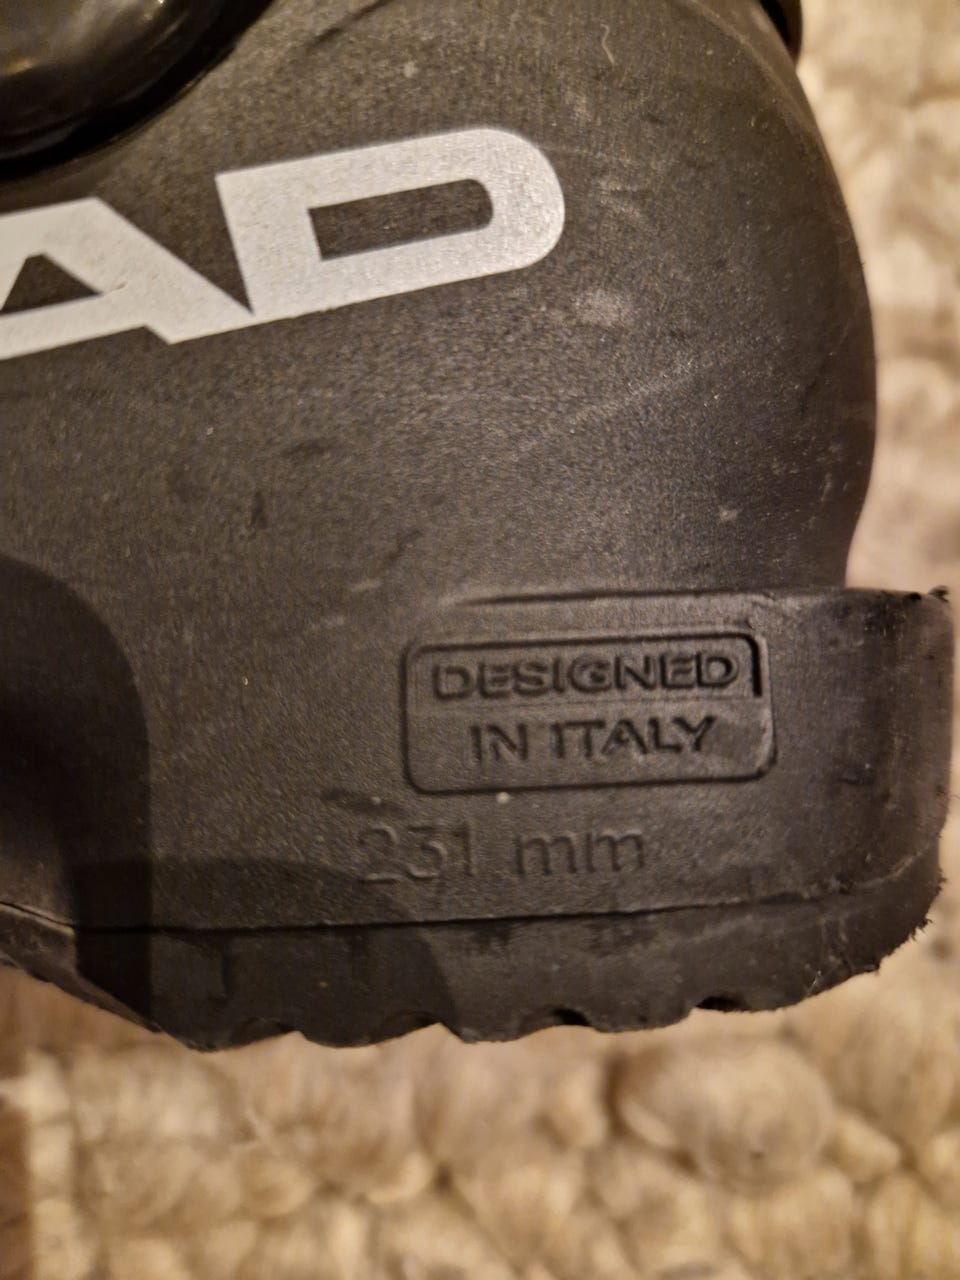 AD
DESIGNED
IN ITALY
231 mm